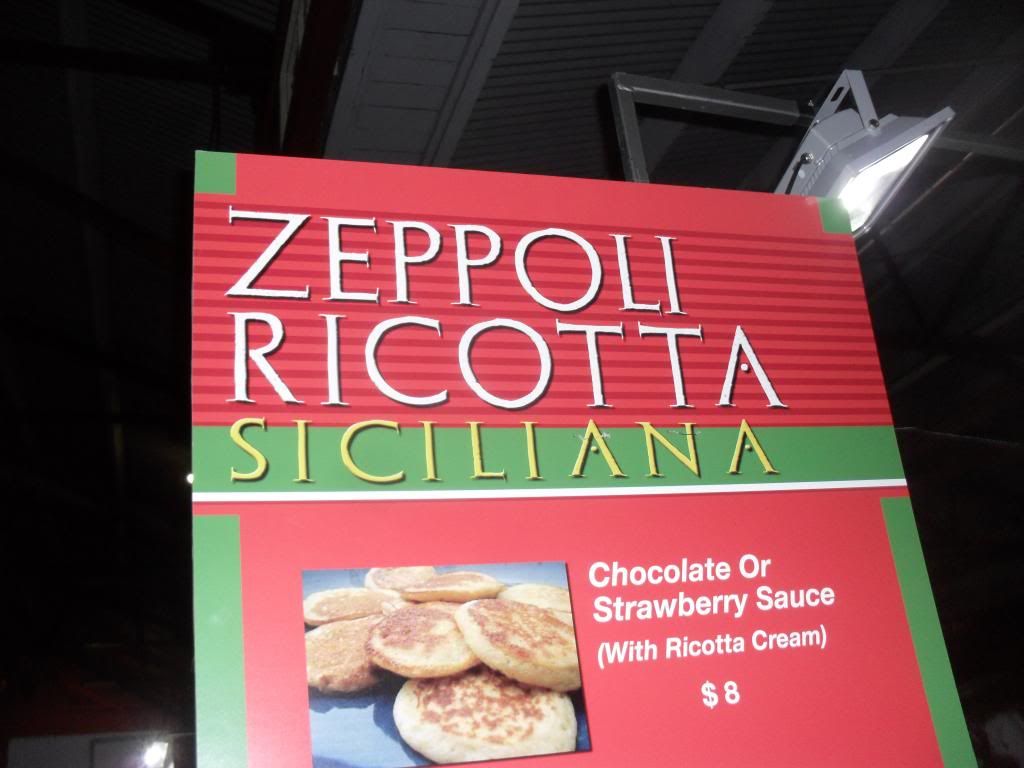 ZEPPOLI
RICOTTA
SICILIANA
Chocolate Or
Strawberry Sauce
(With Ricotta Cream)
$8